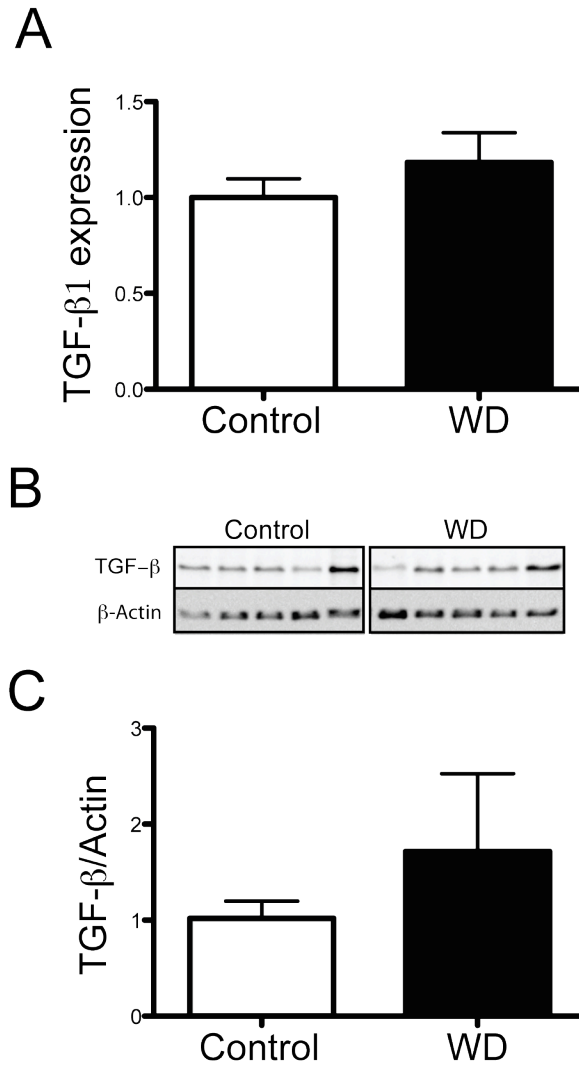 A
TGF-β1 expression
1.5
1.0
0.5
0.0
Control WD
B
Control WD
TGF–β
β-Actin
C
TGF-β/Actin
3
2
1
0
Control WD